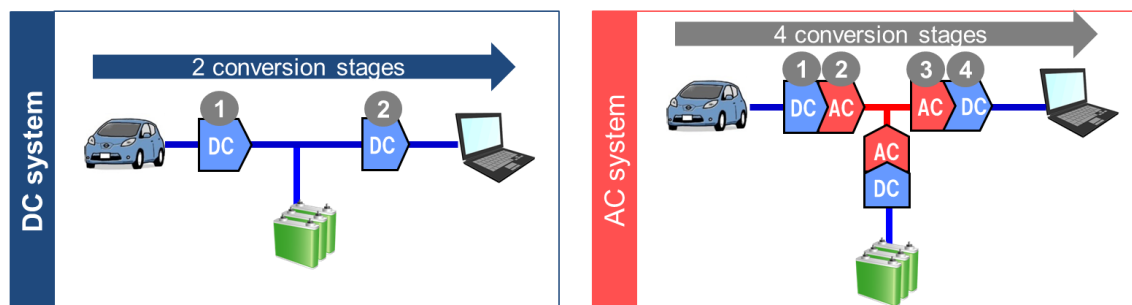 DC system
2 conversion stages
1
2
DC
DC
AC system
4 conversion stages
1
2
3
4
DC
AC
AC
DC
AC
DC